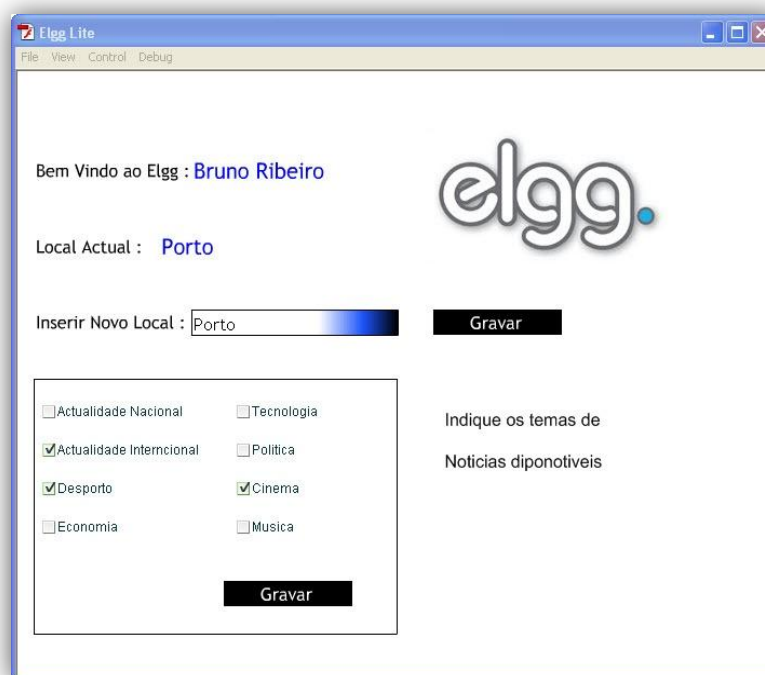 Elgg Lite
File View Control Debug
Bem Vindo ao Elgg : Bruno Ribeiro
elgg.
Local Actual : Porto
Inserir Novo Local : Porto
Gravar
Actualidade Nacional
Tecnologia
Actualidade Interncional
Politica
Desporto
Cinema
Economia
Musica
Gravar
Indique os temas de
Noticias diponotiveis